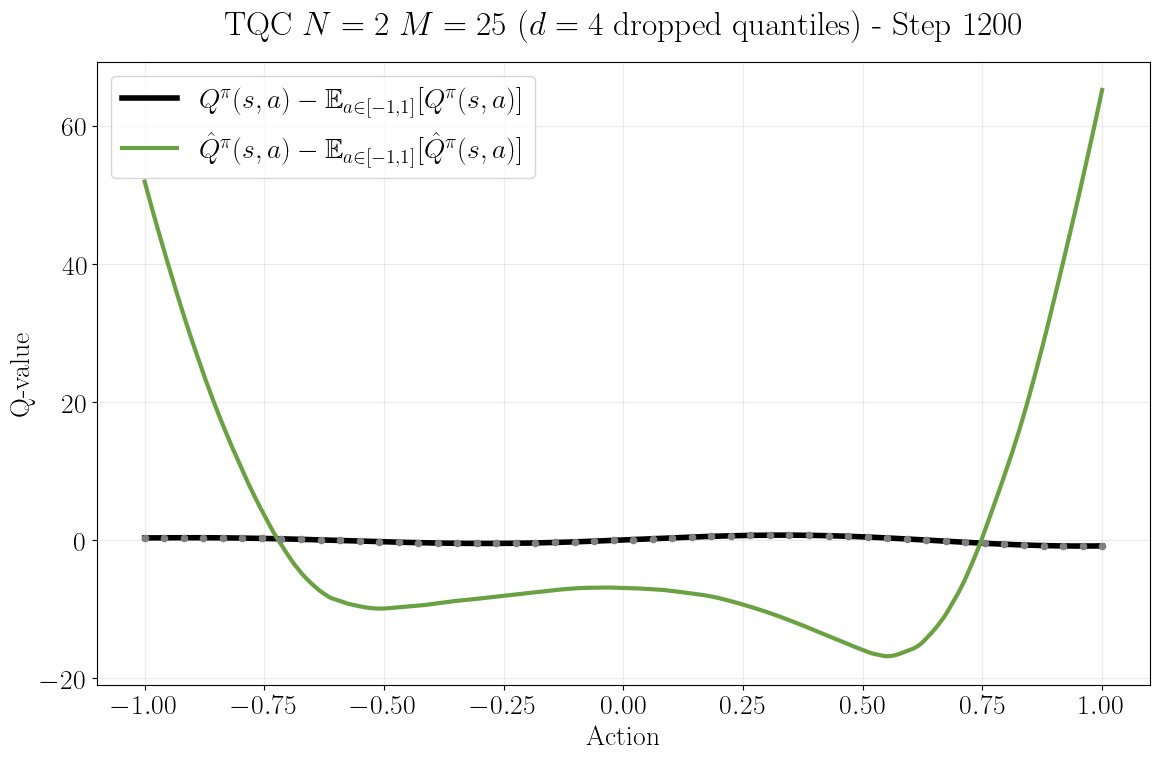 TQC N = 2 M = 25 (d = 4 dropped quantiles) - Step 1200
Q^π(s, a) − 𝔼_{a∈[−1,1]}[Q^π(s, a)]
Q̂^π(s, a) − 𝔼_{a∈[−1,1]}[Q̂^π(s, a)]
60
40
20
0
−20
Q-value
−1.00 −0.75 −0.50 −0.25 0.00 0.25 0.50 0.75 1.00
Action